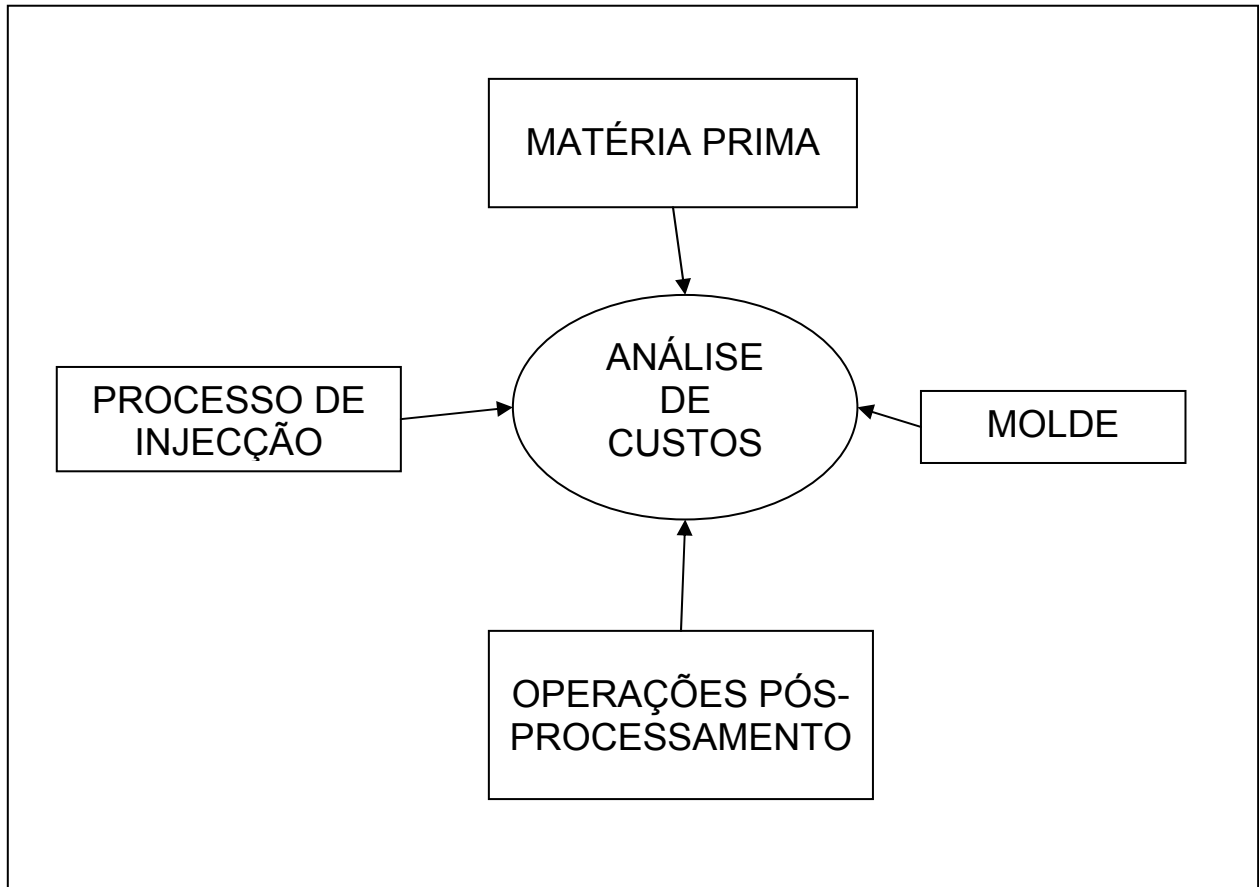 MATÉRIA PRIMA
ANÁLISE
DE
CUSTOS
PROCESSO DE
INJECÇÃO
MOLDE
OPERAÇÕES PÓS-
PROCESSAMENTO